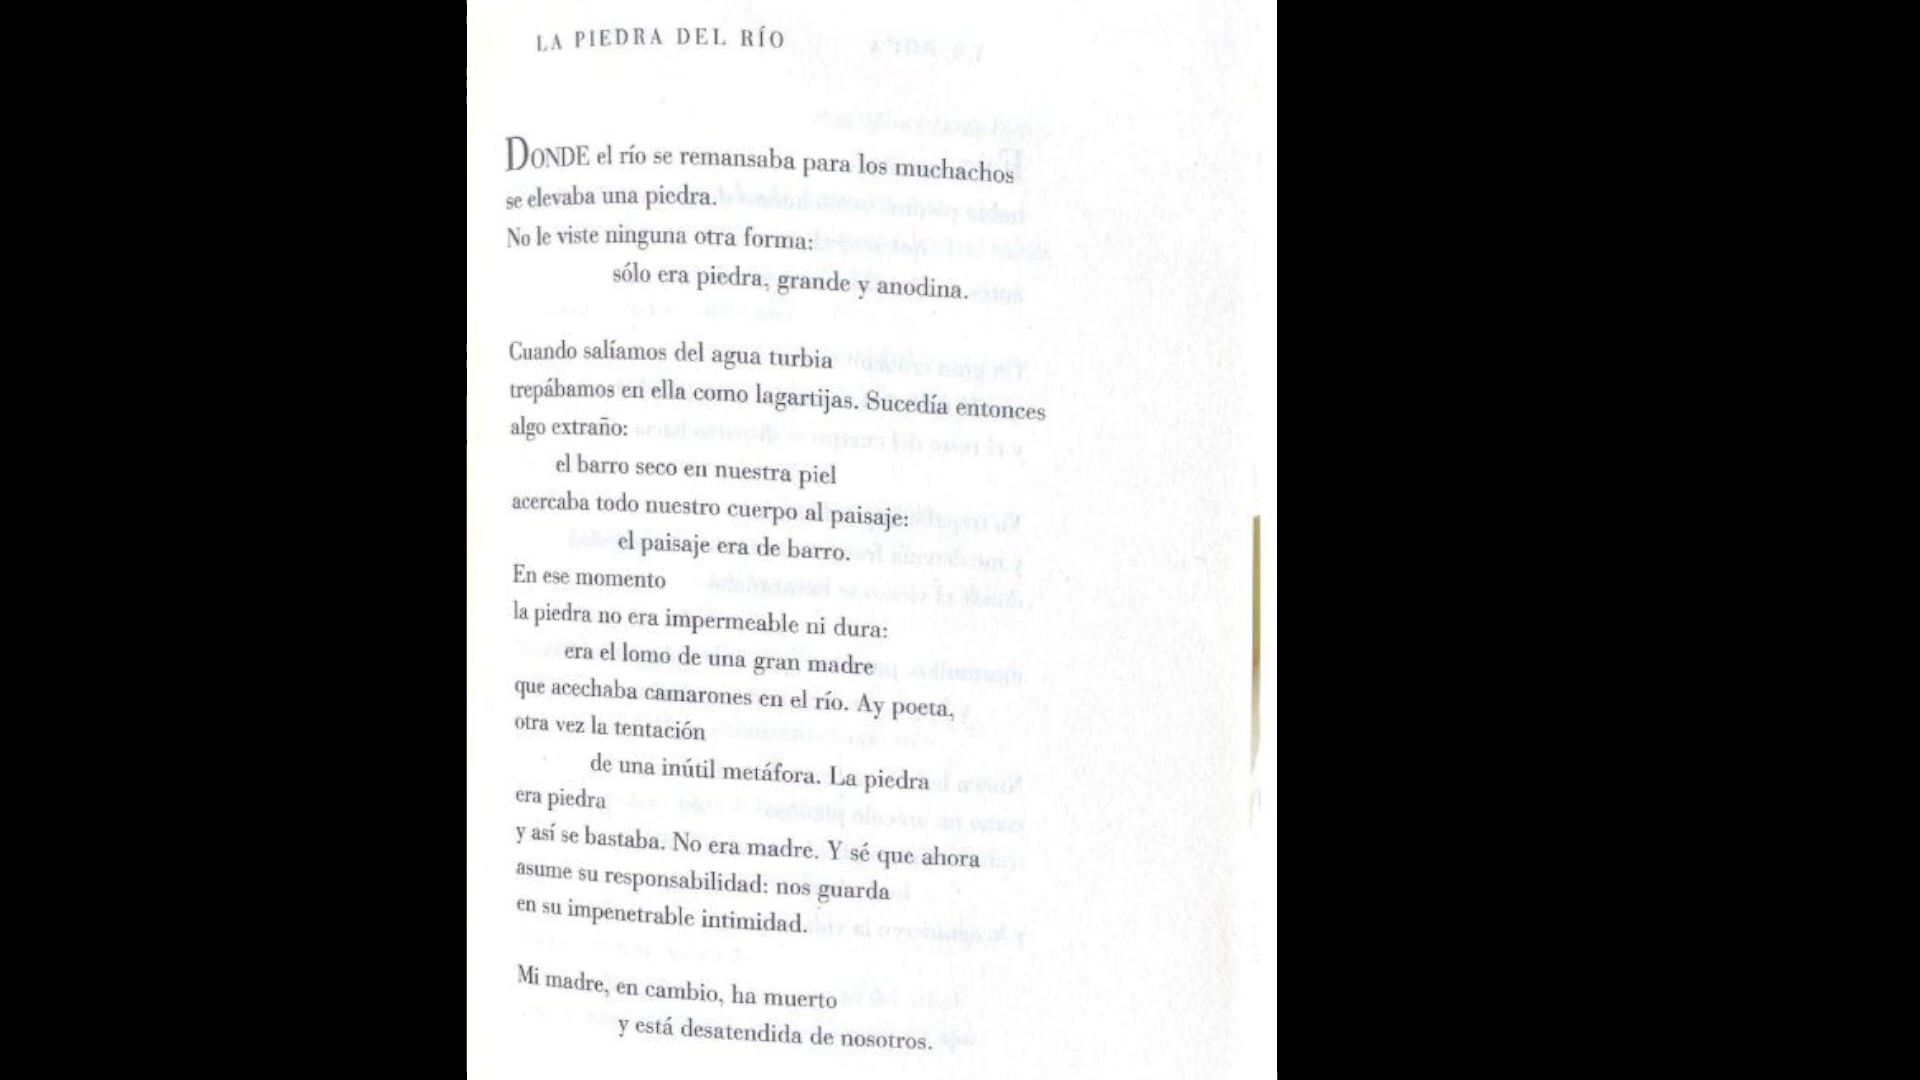 LA PIEDRA DEL RÍO
DONDE el río se remansaba para los muchachos
se elevaba una piedra.
No le viste ninguna otra forma:
sólo era piedra, grande y anodina.
Cuando salíamos del agua turbia
trepábamos en ella como lagartijas. Sucedía entonces
algo extraño:
el barro seco en nuestra piel
acercaba todo nuestro cuerpo al paisaje:
el paisaje era de barro.
En ese momento
la piedra no era impermeable ni dura:
era el lomo de una gran madre
que acechaba camarones en el río. Ay poeta,
otra vez la tentación
de una inútil metáfora. La piedra
era piedra
y así se bastaba. No era madre. Y sé que ahora
asume su responsabilidad: nos guarda
en su impenetrable intimidad.
Mi madre, en cambio, ha muerto
y está desatendida de nosotros.